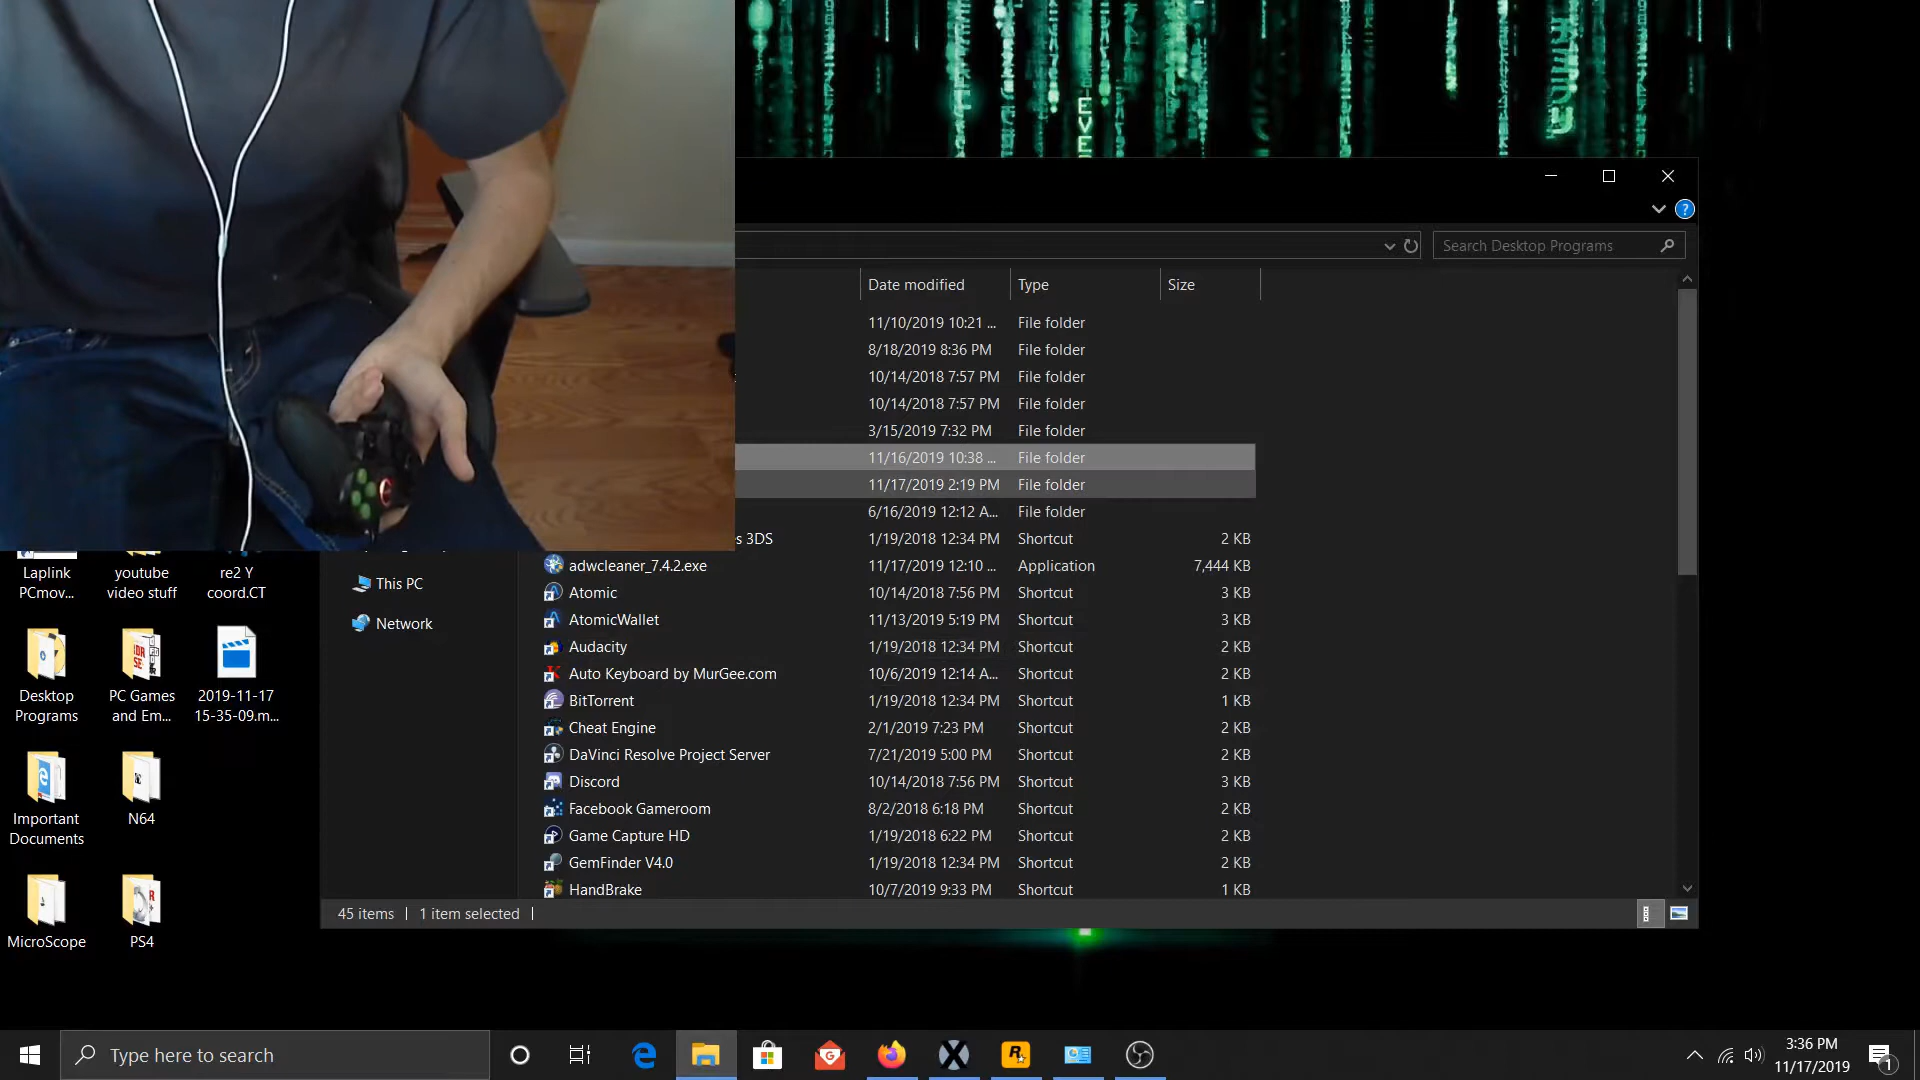 EVE
Search Desktop Programs
Date modified Type Size
11/10/2019 10:21 ... File folder
8/18/2019 8:36 PM File folder
10/14/2018 7:57 PM File folder
10/14/2018 7:57 PM File folder
3/15/2019 7:32 PM File folder
11/16/2019 10:38 ... File folder
11/17/2019 2:19 PM File folder
6/16/2019 12:12 A... File folder
s 3DS 1/19/2018 12:34 PM Shortcut 2 KB
adwcleaner_7.4.2.exe 11/17/2019 12:10 ... Application 7,444 KB
Atomic 10/14/2018 7:56 PM Shortcut 3 KB
AtomicWallet 11/13/2019 5:19 PM Shortcut 3 KB
Audacity 1/19/2018 12:34 PM Shortcut 2 KB
Auto Keyboard by MurGee.com 10/6/2019 12:14 A... Shortcut 2 KB
BitTorrent 1/19/2018 12:34 PM Shortcut 1 KB
Cheat Engine 2/1/2019 7:23 PM Shortcut 2 KB
DaVinci Resolve Project Server 7/21/2019 5:00 PM Shortcut 2 KB
Discord 10/14/2018 7:56 PM Shortcut 3 KB
Facebook Gameroom 8/2/2018 6:18 PM Shortcut 2 KB
Game Capture HD 1/19/2018 6:22 PM Shortcut 2 KB
GemFinder V4.0 1/19/2018 12:34 PM Shortcut 2 KB
HandBrake 10/7/2019 9:33 PM Shortcut 1 KB
This PC
Network
45 items 1 item selected
Laplink
PCmov...
youtube
video stuff
re2 Y
coord.CT
Desktop
Programs
PC Games
and Em...
2019-11-17
15-35-09.m...
Important
Documents
N64
MicroScope
PS4
Type here to search
3:36 PM
11/17/2019
1